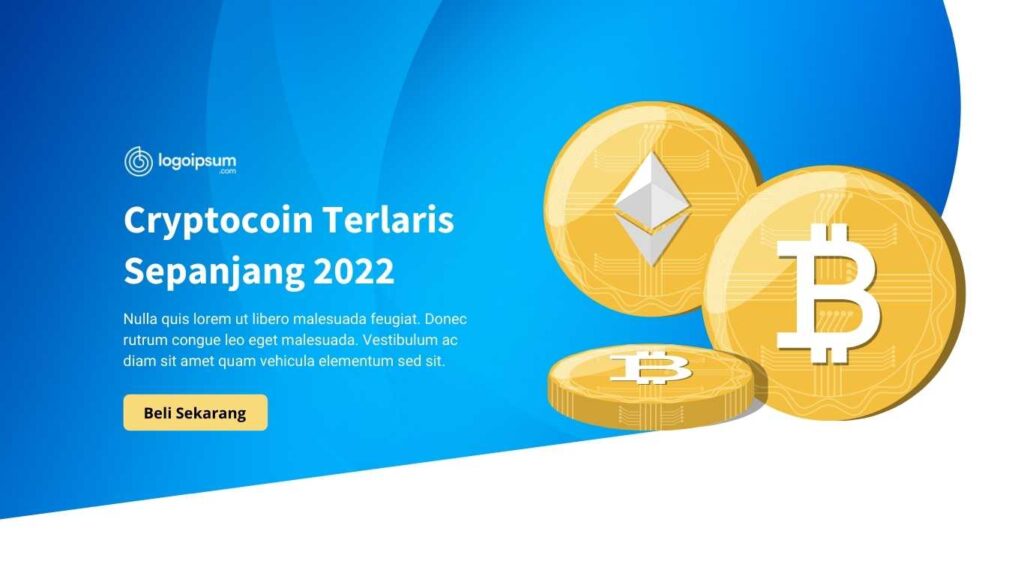 logoipsum
.com
Cryptocoin Terlaris
Sepanjang 2022
Nulla quis lorem ut libero malesuada feugiat. Donec
rutrum congue leo eget malesuada. Vestibulum ac
diam sit amet quam vehicula elementum sed sit.
Beli Sekarang